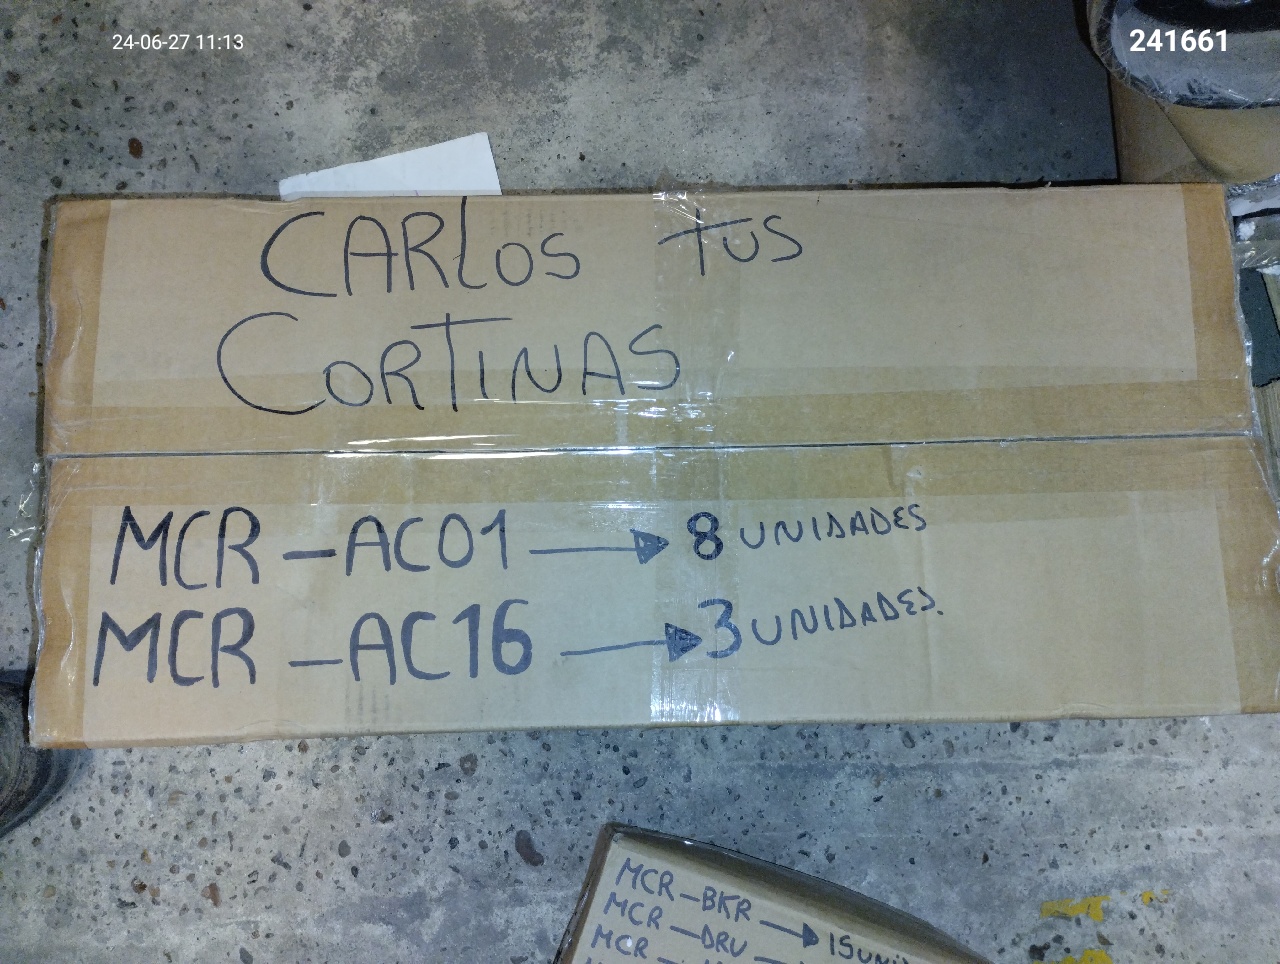 24-06-27 11:13
241661
CARLOS TUS
CORTINAS
MCR-AC01 → 8 UNIDADES
MCR-AC16 → 3 UNIDADES.
MCR-BKR → 15
MCR-DRU
MCR